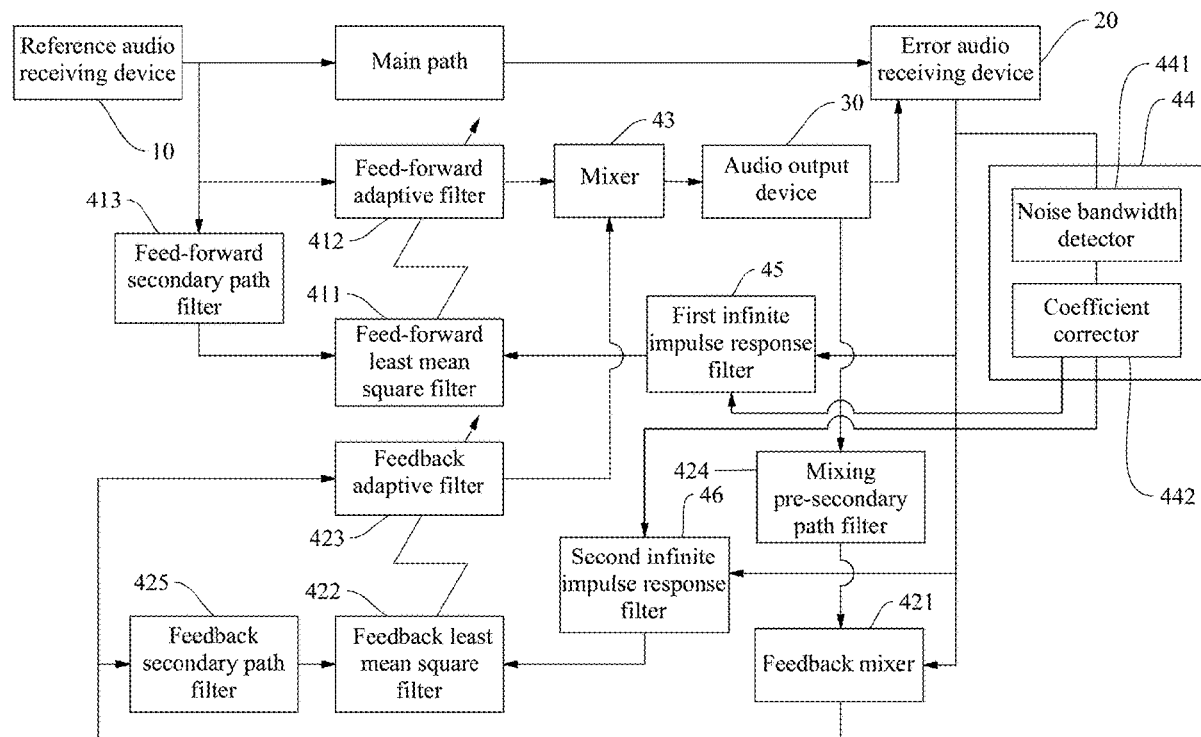 Reference audio
receiving device
10
Main path
Error audio
receiving device
20
441
44
413
Feed-forward
adaptive filter
412
43
Mixer
30
Audio output
device
Noise bandwidth
detector
Feed-forward
secondary path
filter
411
Feed-forward
least mean
square filter
45
First infinite
impulse response
filter
Coefficient
corrector
442
Feedback
adaptive filter
423
424
Mixing
pre-secondary
path filter
46
Second infinite
impulse response
filter
425
Feedback
secondary path
filter
422
Feedback least
mean square
filter
421
Feedback mixer